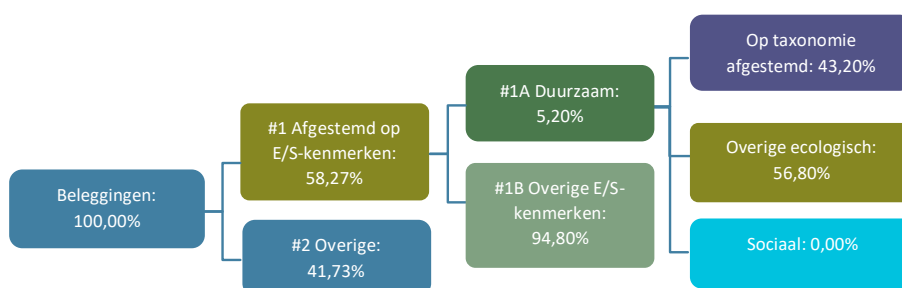 Beleggingen:
100,00%
#1 Afgestemd op
E/S-kenmerken:
58,27%
#2 Overige:
41,73%
#1A Duurzaam:
5,20%
#1B Overige E/S-
kenmerken:
94,80%
Op taxonomie
afgestemd: 43,20%
Overige ecologisch:
56,80%
Sociaal: 0,00%